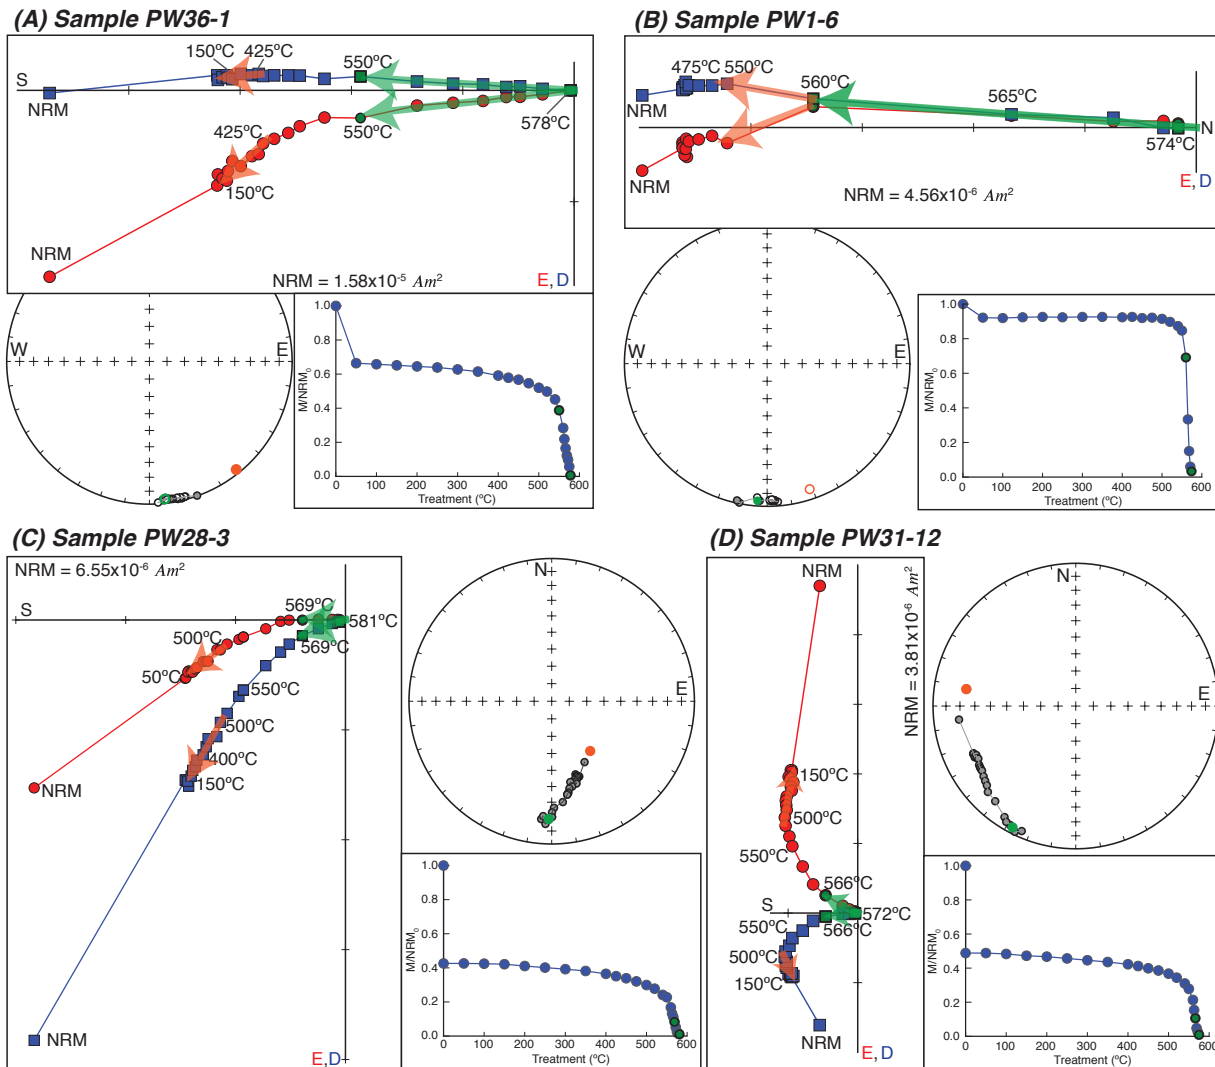 (A) Sample PW36-1
S
150ºC 425ºC
550ºC
NRM
578ºC
550ºC
425ºC
150ºC
NRM
NRM = 1.58x10⁻⁵ Am²
E, D
W
E
1.0
0.8
0.6
0.4
0.2
0.0
M/NRM₀
0 100 200 300 400 500 600
Treatment (ºC)
(B) Sample PW1-6
475ºC 550ºC
560ºC
565ºC
NRM
N
574ºC
NRM
NRM = 4.56x10⁻⁶ Am²
E, D
W
E
1.0
0.8
0.6
0.4
0.2
0.0
M/NRM₀
0 100 200 300 400 500 600
Treatment (ºC)
(C) Sample PW28-3
NRM = 6.55x10⁻⁶ Am²
S
569ºC
581ºC
569ºC
500ºC
50ºC
550ºC
500ºC
400ºC
150ºC
NRM
NRM
E, D
N
E
1.0
0.8
0.6
0.4
0.2
0.0
M/NRM₀
0 100 200 300 400 500 600
Treatment (ºC)
(D) Sample PW31-12
NRM
NRM = 3.81x10⁻⁶ Am²
150ºC
500ºC
550ºC
566ºC
S
572ºC
550ºC
566ºC
500ºC
150ºC
NRM
E, D
N
E
1.0
0.8
0.6
0.4
0.2
0.0
M/NRM₀
0 100 200 300 400 500 600
Treatment (ºC)